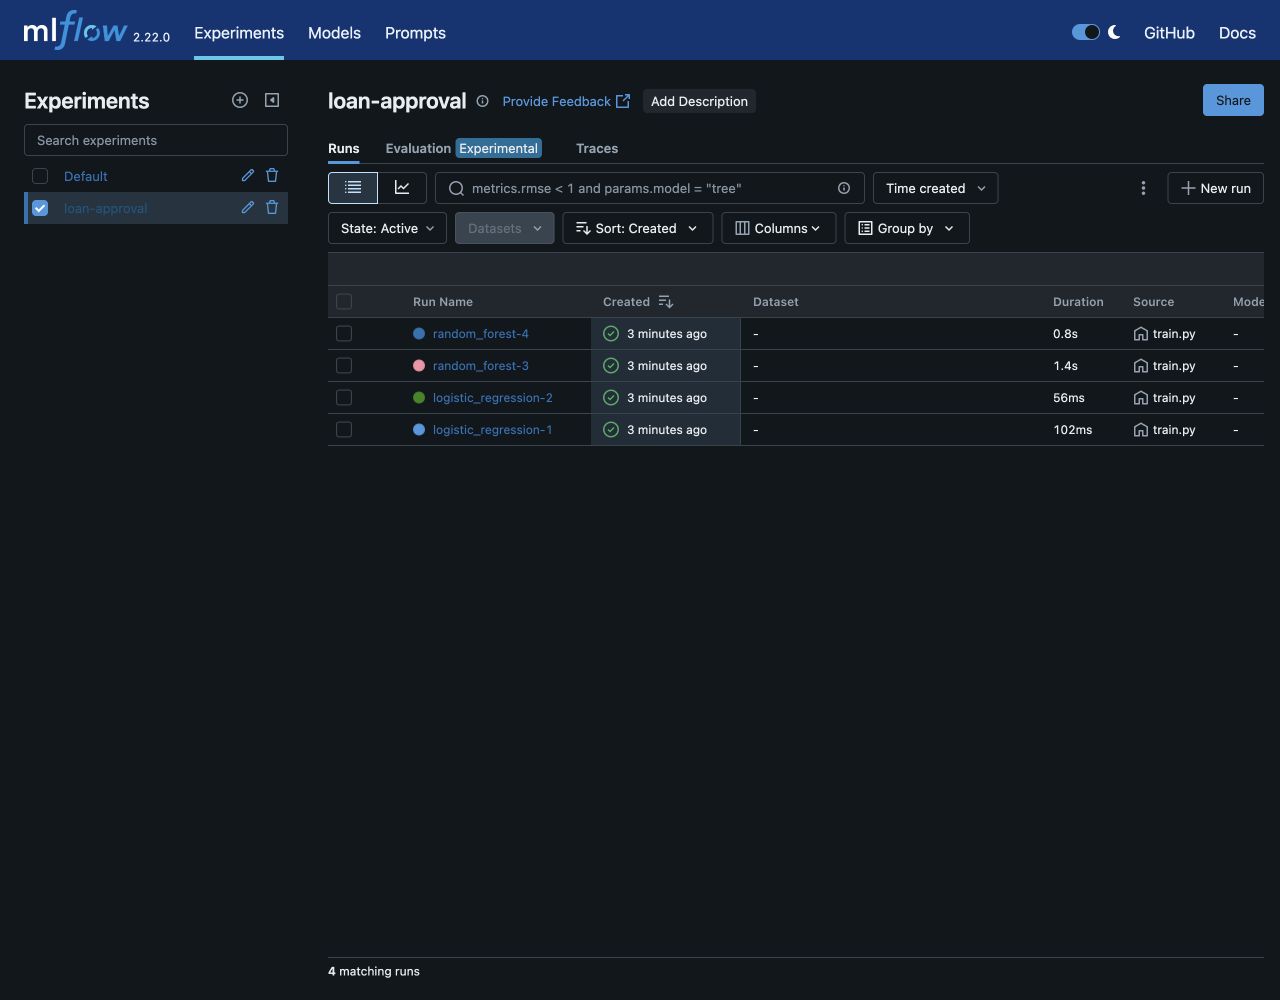 mlflow 2.22.0 Experiments Models Prompts GitHub Docs
Experiments
Search experiments
Default
loan-approval
loan-approval Provide Feedback Add Description Share
Runs Evaluation Experimental Traces
metrics.rmse < 1 and params.model = "tree" Time created New run
State: Active Datasets Sort: Created Columns Group by
Run Name Created Dataset Duration Source Mode
random_forest-4 3 minutes ago - 0.8s train.py -
random_forest-3 3 minutes ago - 1.4s train.py -
logistic_regression-2 3 minutes ago - 56ms train.py -
logistic_regression-1 3 minutes ago - 102ms train.py -
4 matching runs